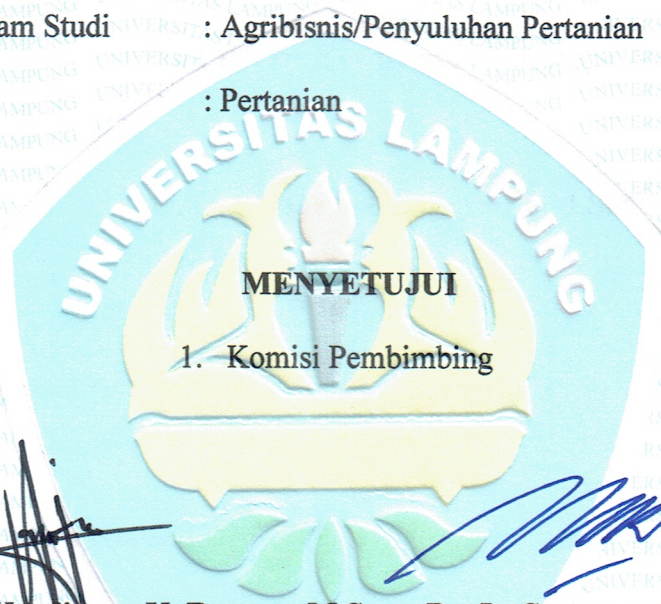 am Studi : Agribisnis/Penyuluhan Pertanian
: Pertanian
UNIVERSITAS LAMPUNG
MENYETUJUI
1. Komisi Pembimbing